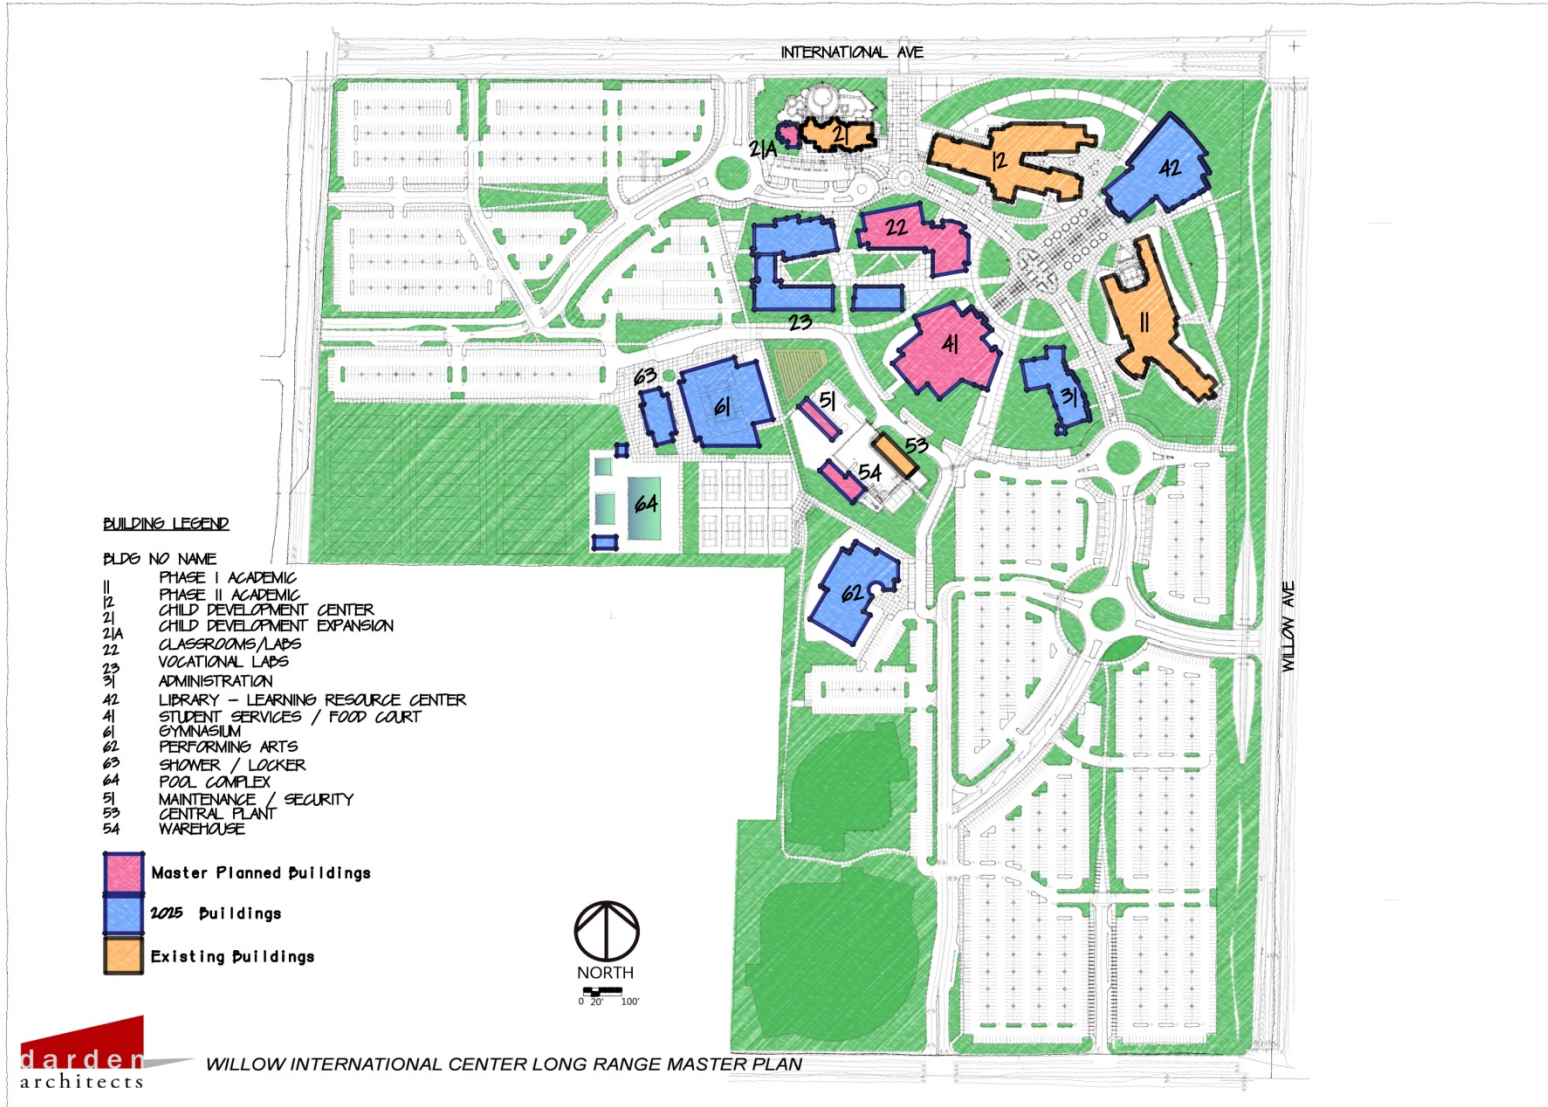 INTERNATIONAL AVE
21A
21
12
42
22
23
41
11
31
63
61
51
53
54
64
62
WILLOW AVE
BUILDING LEGEND
BLDG NO NAME
11 PHASE I ACADEMIC
12 PHASE II ACADEMIC
21 CHILD DEVELOPMENT CENTER
21A CHILD DEVELOPMENT EXPANSION
22 CLASSROOMS/LABS
23 VOCATIONAL LABS
31 ADMINISTRATION
42 LIBRARY - LEARNING RESOURCE CENTER
41 STUDENT SERVICES / FOOD COURT
61 GYMNASIUM
62 PERFORMING ARTS
63 SHOWER / LOCKER
64 POOL COMPLEX
51 MAINTENANCE / SECURITY
53 CENTRAL PLANT
54 WAREHOUSE
Master Planned Buildings
2025 Buildings
Existing Buildings
NORTH
0 20' 100'
darden
architects
WILLOW INTERNATIONAL CENTER LONG RANGE MASTER PLAN